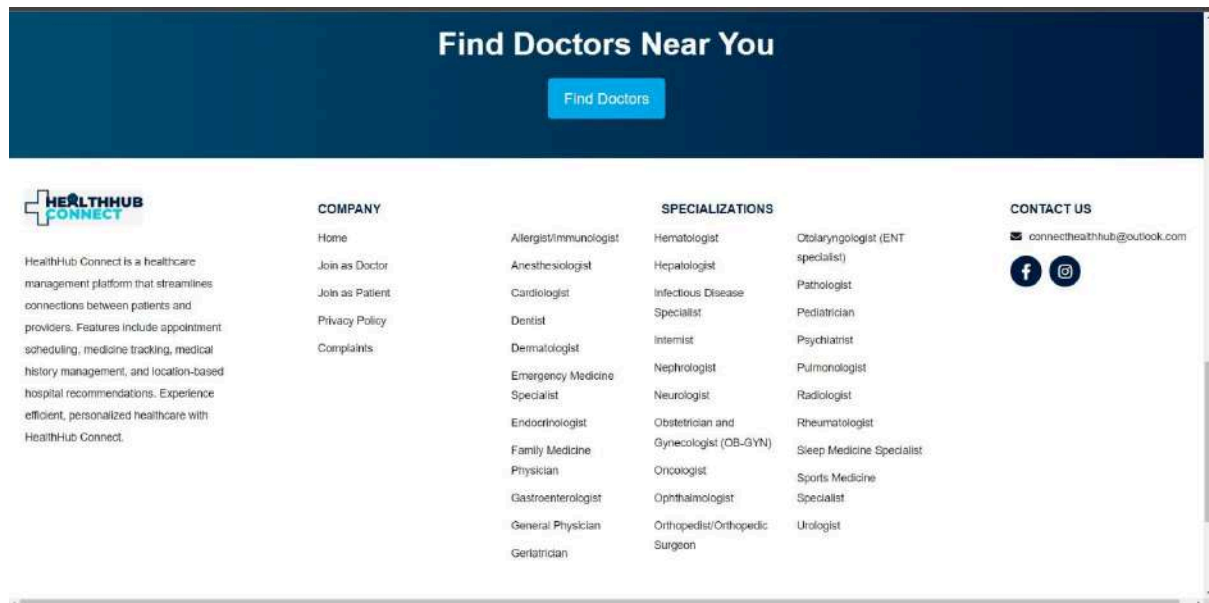 Find Doctors Near You
Find Doctors
HEALTHHUB
CONNECT
HealthHub Connect is a healthcare
management platform that streamlines
connections between patients and
providers. Features include appointment
scheduling, medicine tracking, medical
history management, and location-based
hospital recommendations. Experience
efficient, personalized healthcare with
HealthHub Connect.
COMPANY
Home
Join as Doctor
Join as Patient
Privacy Policy
Complaints
SPECIALIZATIONS
Allergist/Immunologist
Anesthesiologist
Cardiologist
Dentist
Dermatologist
Emergency Medicine
Specialist
Endocrinologist
Family Medicine
Physician
Gastroenterologist
General Physician
Geriatrician
Hematologist
Hepatologist
Infectious Disease
Specialist
Internist
Nephrologist
Neurologist
Obstetrician and
Gynecologist (OB-GYN)
Oncologist
Ophthalmologist
Orthopedist/Orthopedic
Surgeon
Otolaryngologist (ENT
specialist)
Pathologist
Pediatrician
Psychiatrist
Pulmonologist
Radiologist
Rheumatologist
Sleep Medicine Specialist
Sports Medicine
Specialist
Urologist
CONTACT US
connecthealthhub@outlook.com